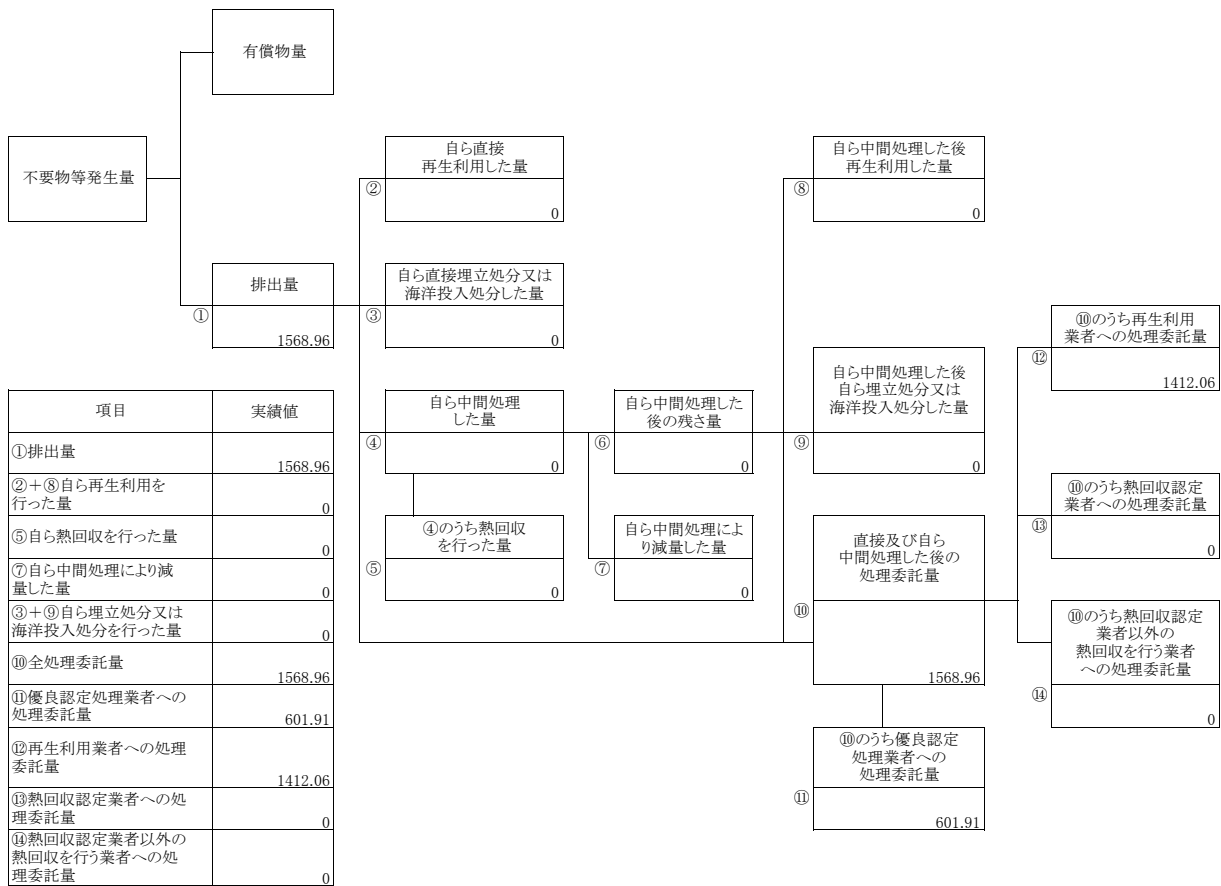 有償物量
不要物等発生量
排出量
①
1568.96
自ら直接
再生利用した量
②
0
自ら直接埋立処分又は
海洋投入処分した量
③
0
自ら中間処理
した量
④
0
④のうち熱回収
を行った量
⑤
0
自ら中間処理した
後の残さ量
⑥
0
自ら中間処理によ
り減量した量
⑦
0
自ら中間処理した後
再生利用した量
⑧
0
自ら中間処理した後
自ら埋立処分又は
海洋投入処分した量
⑨
0
直接及び自ら
中間処理した後の
処理委託量
⑩
1568.96
⑩のうち優良認定
処理業者への
処理委託量
⑪
601.91
⑩のうち再生利用
業者への処理委託量
⑫
1412.06
⑩のうち熱回収認定
業者への処理委託量
⑬
0
⑩のうち熱回収認定
業者以外の
熱回収を行う業者
への処理委託量
⑭
0
項目 実績値
①排出量
1568.96
②＋⑧自ら再生利用を
行った量
0
⑤自ら熱回収を行った量
0
⑦自ら中間処理により減
量した量
0
③＋⑨自ら埋立処分又は
海洋投入処分を行った量
0
⑩全処理委託量
1568.96
⑪優良認定処理業者への
処理委託量
601.91
⑫再生利用業者への処理
委託量
1412.06
⑬熱回収認定業者への処
理委託量
0
⑭熱回収認定業者以外の
熱回収を行う業者への処
理委託量
0